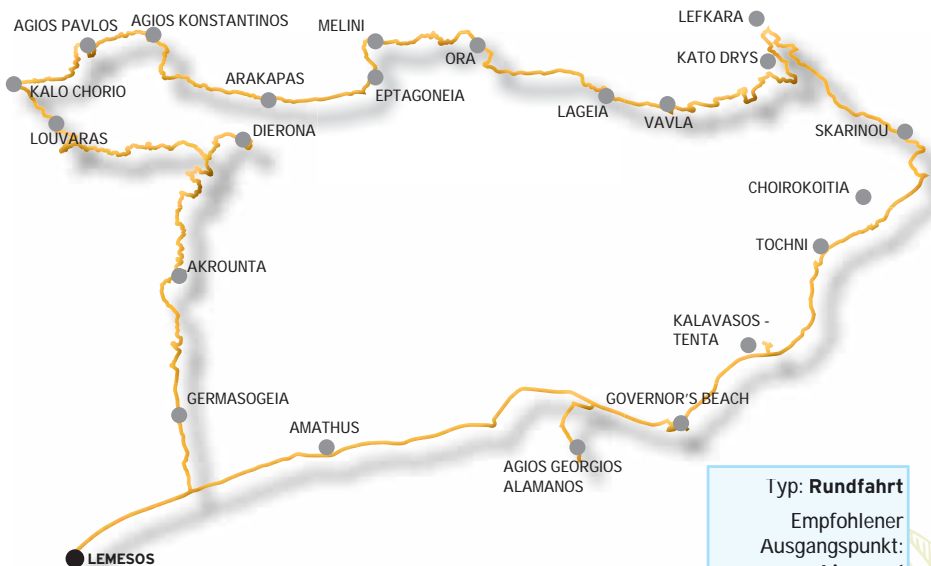 AGIOS PAVLOS
AGIOS KONSTANTINOS
MELINI
LEFKARA
ORA
KATO DRYS
KALO CHORIO
ARAKAPAS
EPTAGONEIA
LAGEIA
VAVLA
LOUVARAS
DIERONA
SKARINOU
CHOIROKOITIA
TOCHNI
AKROUNTA
KALAVASOS -
TENTA
GERMASOGEIA
AMATHUS
GOVERNOR'S BEACH
AGIOS GEORGIOS
ALAMANOS
LEMESOS
Typ: Rundfahrt
Empfohlener
Ausgangspunkt: